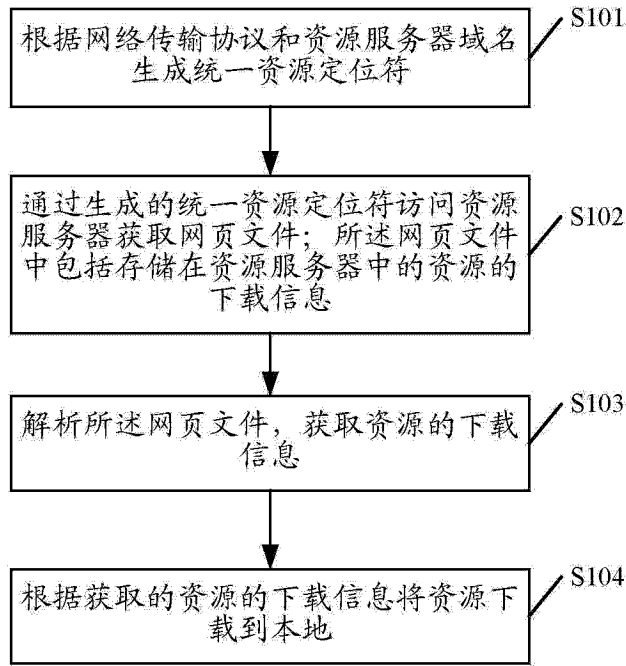 根据网络传输协议和资源服务器域名
生成统一资源定位符
S101
通过生成的统一资源定位符访问资源
服务器获取网页文件；所述网页文件
中包括存储在资源服务器中的资源的
下载信息
S102
解析所述网页文件，获取资源的下载
信息
S103
根据获取的资源的下载信息将资源下
载到本地
S104